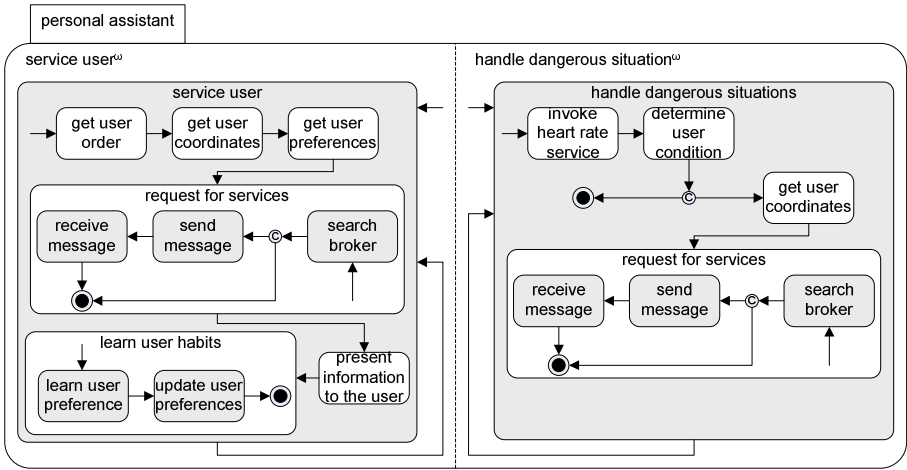 personal assistant
service userω
handle dangerous situationω
service user
get user
order
get user
coordinates
get user
preferences
request for services
receive
message
send
message
C
search
broker
learn user habits
learn user
preference
update user
preferences
present
information
to the user
handle dangerous situations
invoke
heart rate
service
determine
user
condition
C
get user
coordinates
request for services
receive
message
send
message
C
search
broker